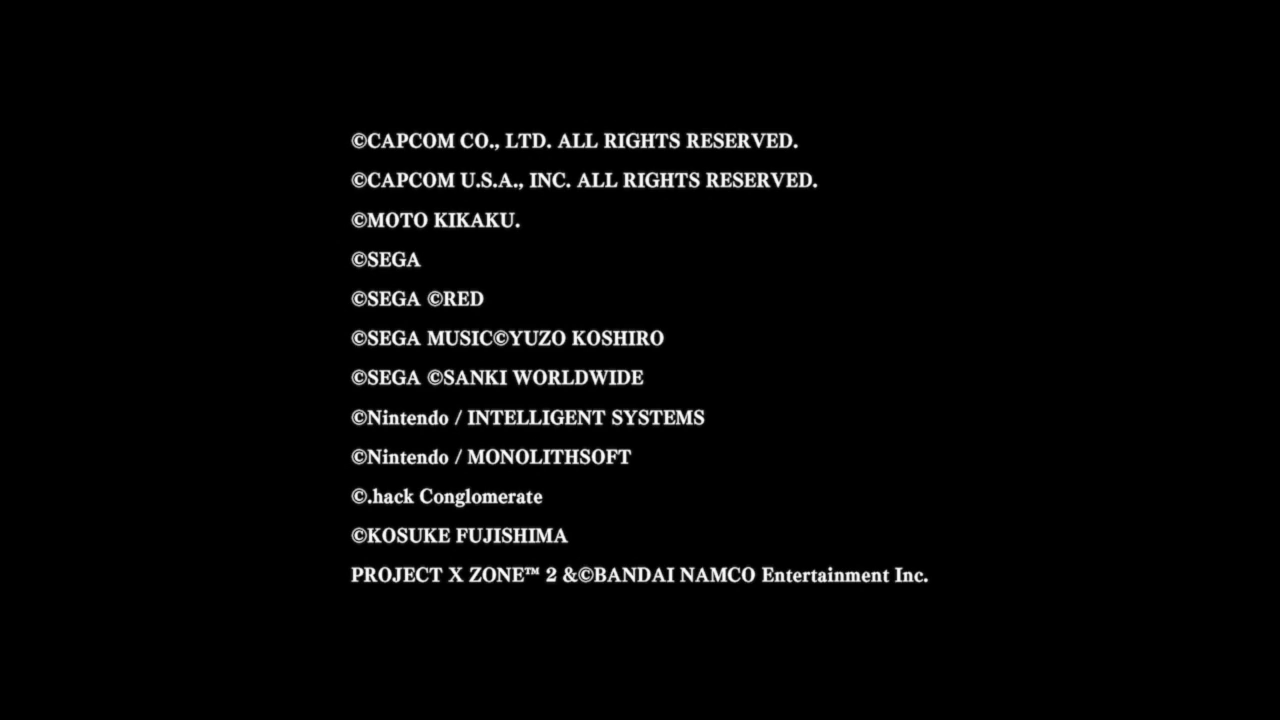 ©CAPCOM CO., LTD. ALL RIGHTS RESERVED.
©CAPCOM U.S.A., INC. ALL RIGHTS RESERVED.
©MOTO KIKAKU.
©SEGA
©SEGA ©RED
©SEGA MUSIC©YUZO KOSHIRO
©SEGA ©SANKI WORLDWIDE
©Nintendo / INTELLIGENT SYSTEMS
©Nintendo / MONOLITHSOFT
©.hack Conglomerate
©KOSUKE FUJISHIMA
PROJECT X ZONE™ 2 &©BANDAI NAMCO Entertainment Inc.